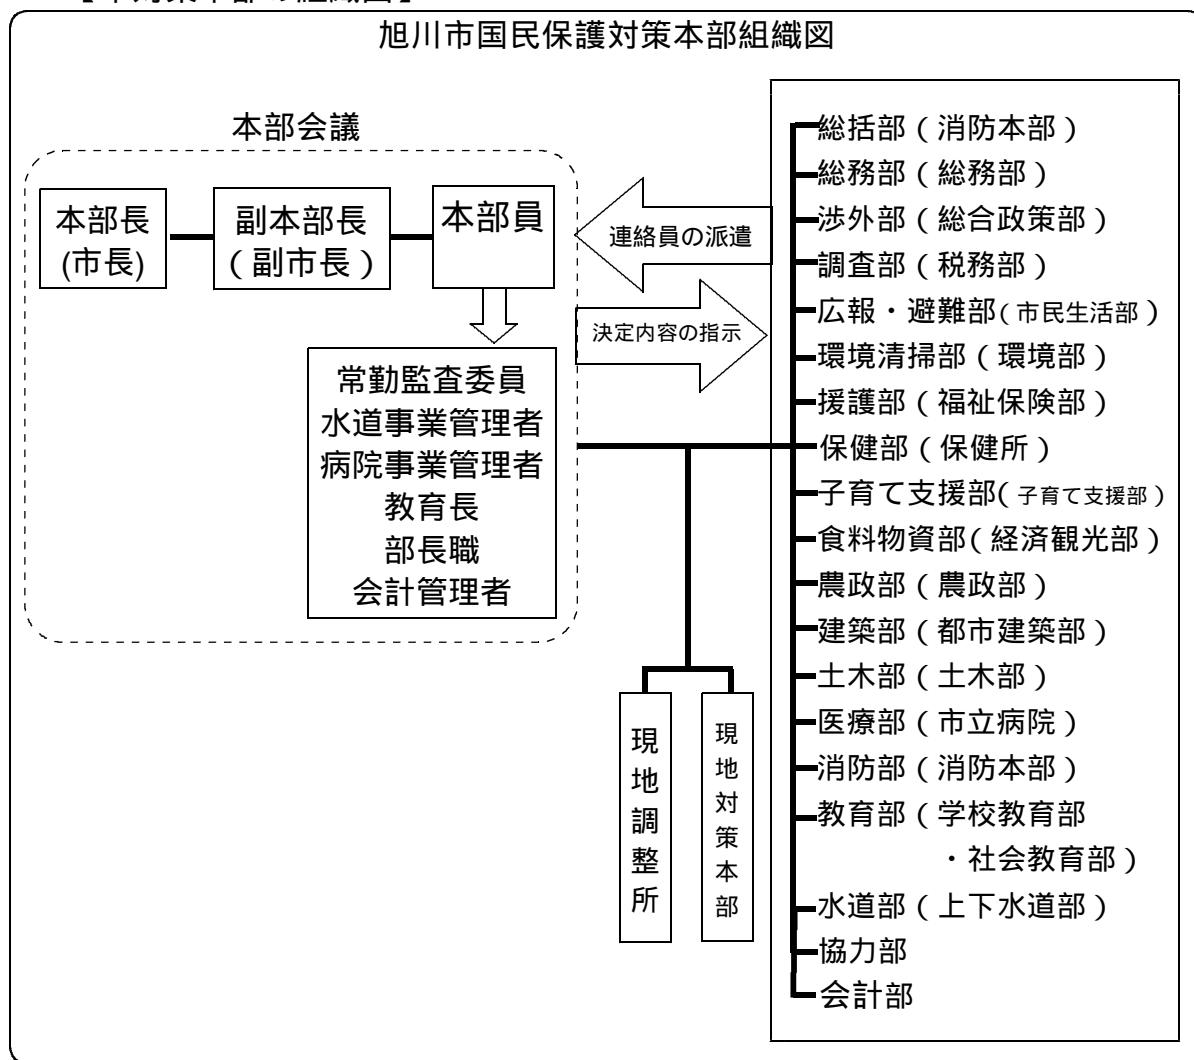 旭川市国民保護対策本部組織図
本部会議
本部長
(市長)
副本部長
（副市長）
本部員
常勤監査委員
水道事業管理者
病院事業管理者
教育長
部長職
会計管理者
連絡員の派遣
決定内容の指示
現地調整所
現地対策本部
総括部（消防本部）
総務部（総務部）
渉外部（総合政策部）
調査部（税務部）
広報・避難部（市民生活部）
環境清掃部（環境部）
援護部（福祉保険部）
保健部（保健所）
子育て支援部（子育て支援部）
食料物資部（経済観光部）
農政部（農政部）
建築部（都市建築部）
土木部（土木部）
医療部（市立病院）
消防部（消防本部）
教育部（学校教育部
・社会教育部）
水道部（上下水道部）
協力部
会計部